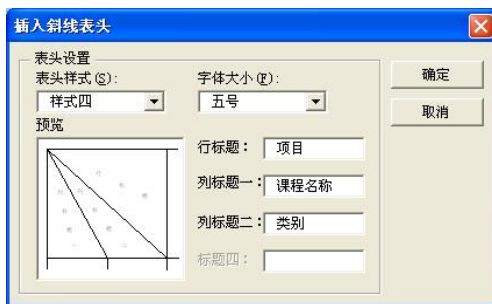 插入斜线表头
表头设置
表头样式(S):
字体大小(F):
确定
样式四
五号
取消
预览
行标题：
项目
列标题一：
课程名称
列标题二：
类别
标题四：